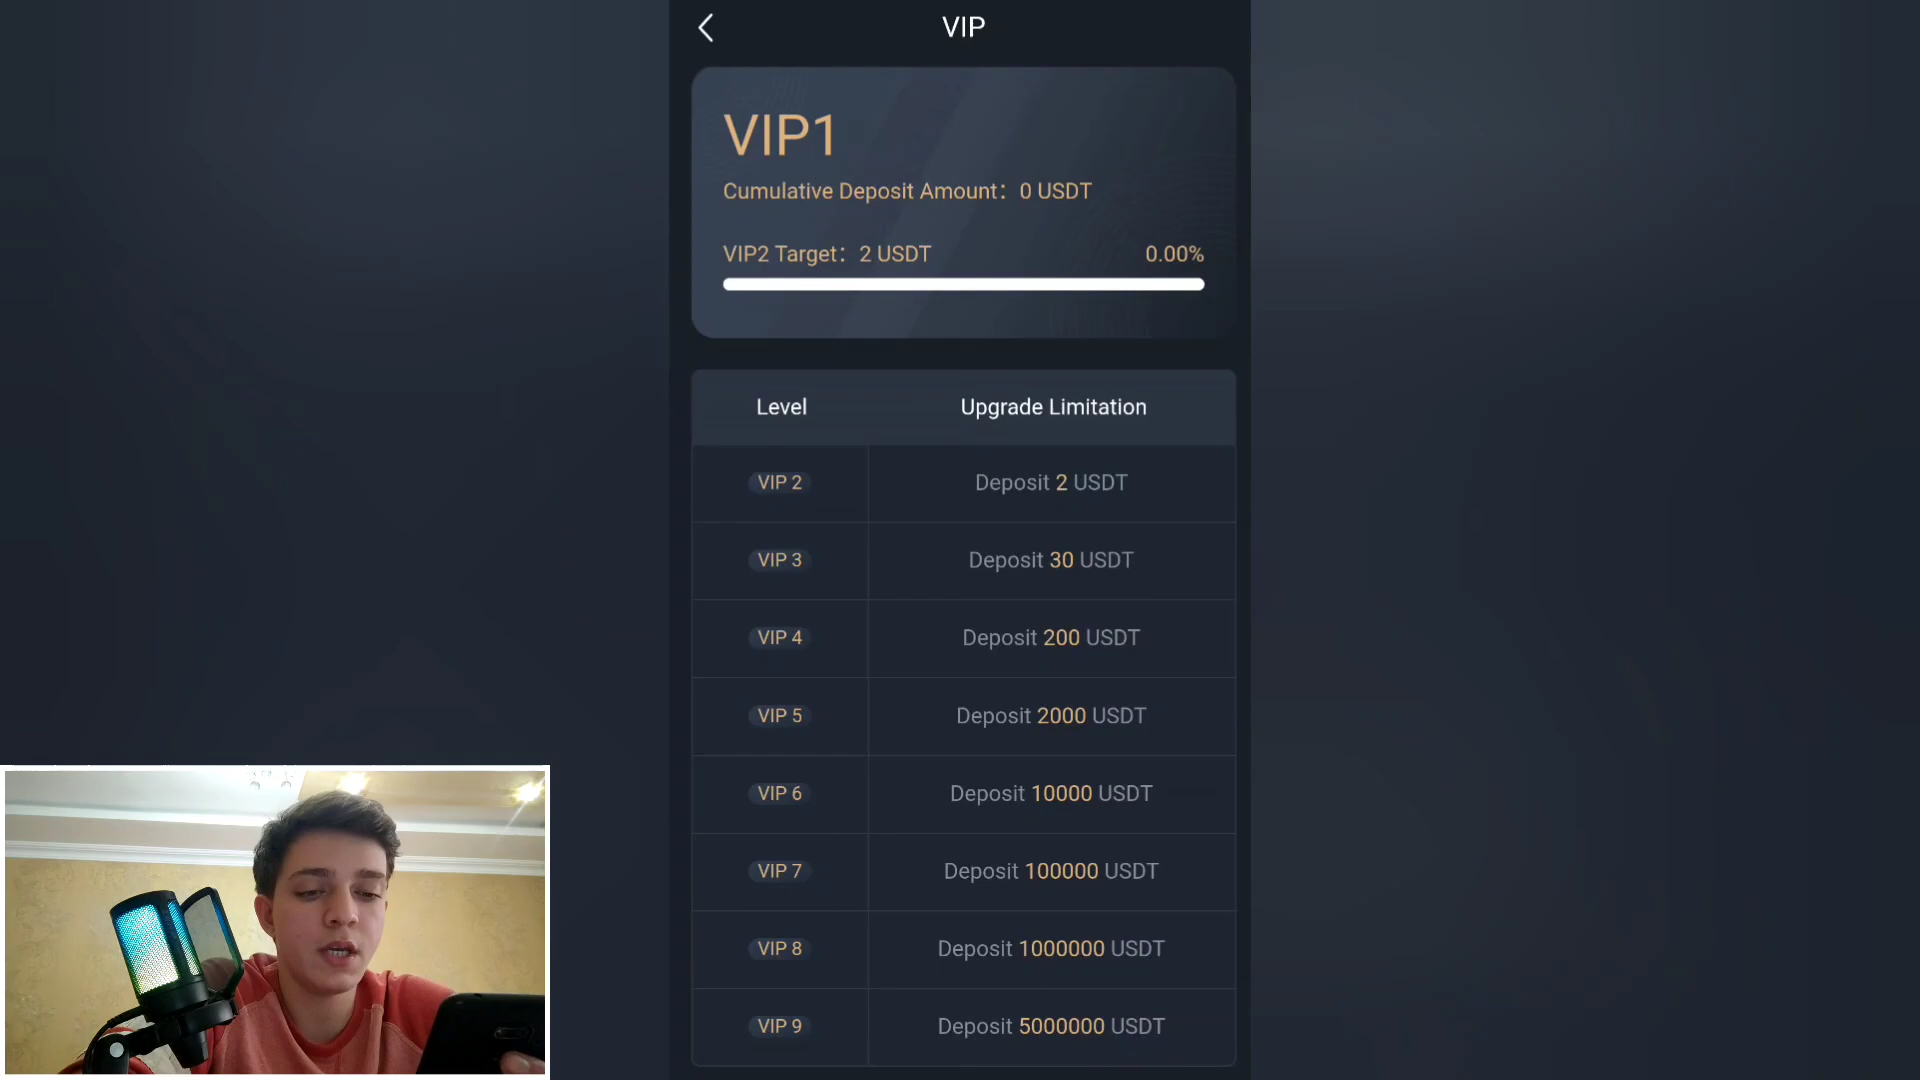 VIP
VIP1
Cumulative Deposit Amount： 0 USDT
VIP2 Target： 2 USDT 0.00%
Level Upgrade Limitation
VIP 2 Deposit 2 USDT
VIP 3 Deposit 30 USDT
VIP 4 Deposit 200 USDT
VIP 5 Deposit 2000 USDT
VIP 6 Deposit 10000 USDT
VIP 7 Deposit 100000 USDT
VIP 8 Deposit 1000000 USDT
VIP 9 Deposit 5000000 USDT